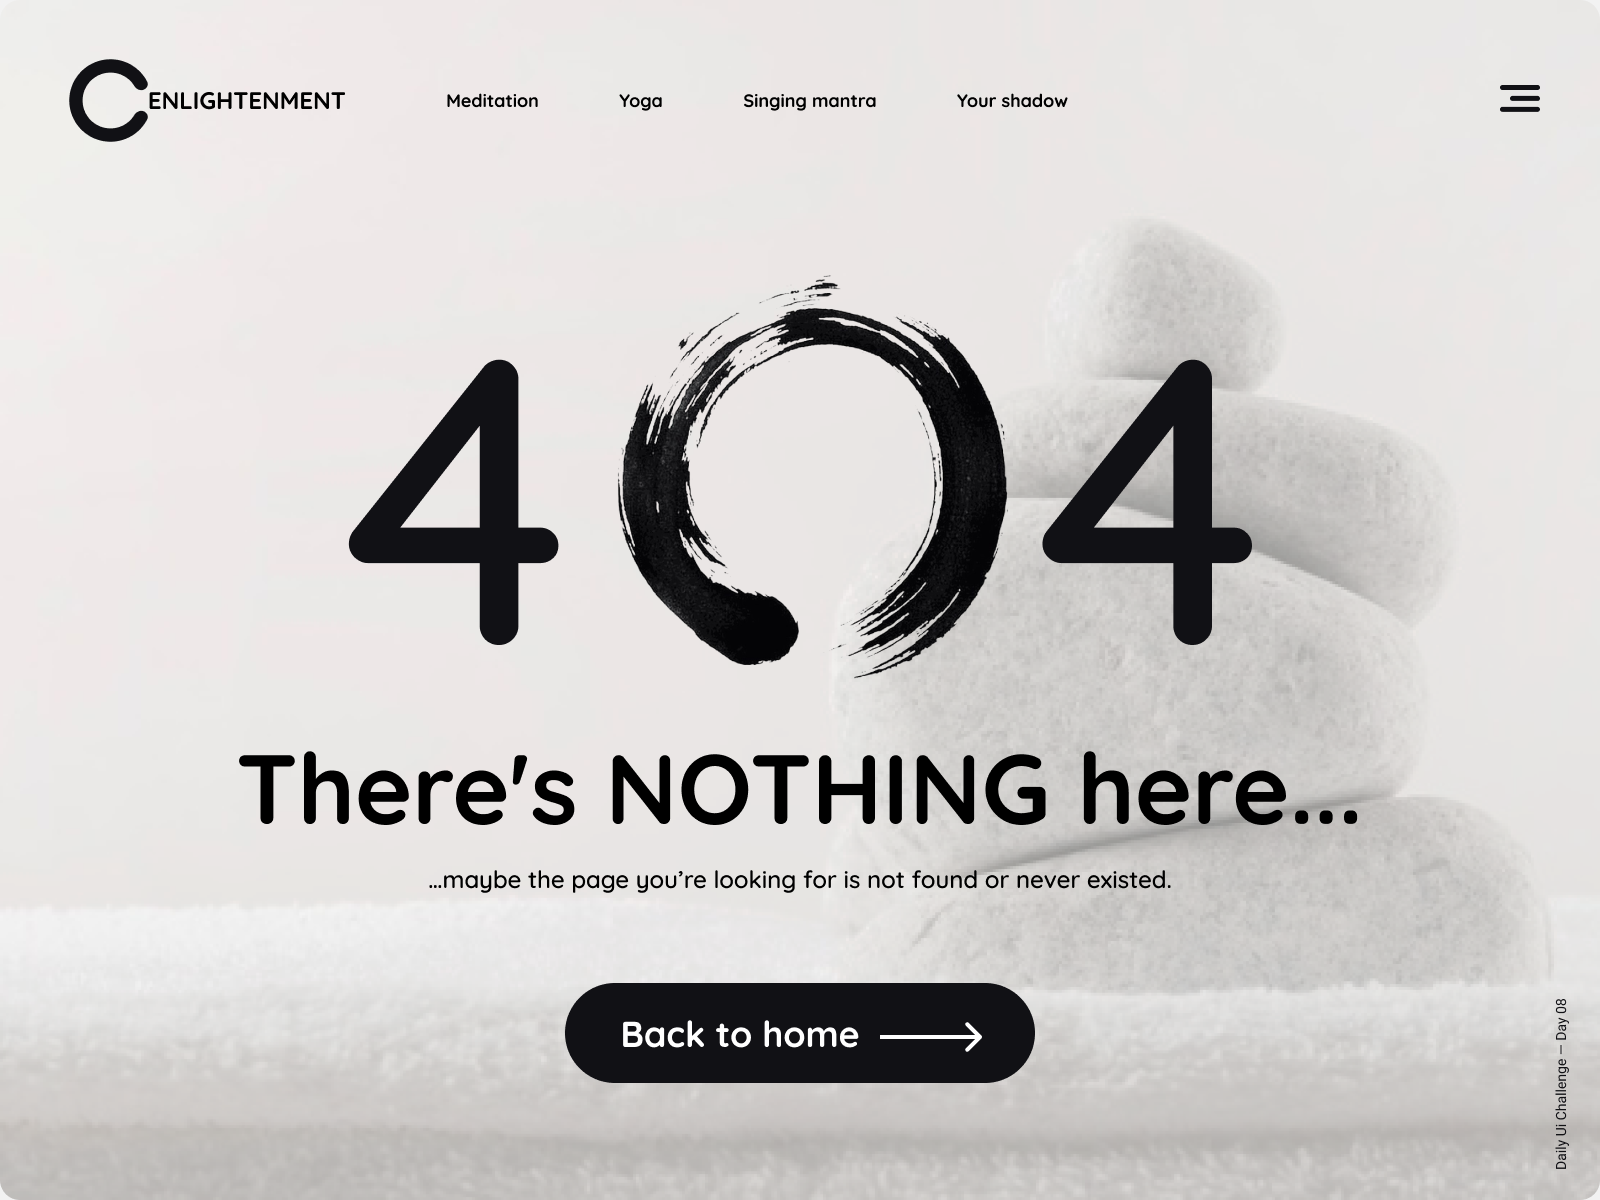 ENLIGHTENMENT
Meditation
Yoga
Singing mantra
Your shadow
404
There's NOTHING here...
...maybe the page you’re looking for is not found or never existed.
Back to home
Daily Ui Challenge — Day 08